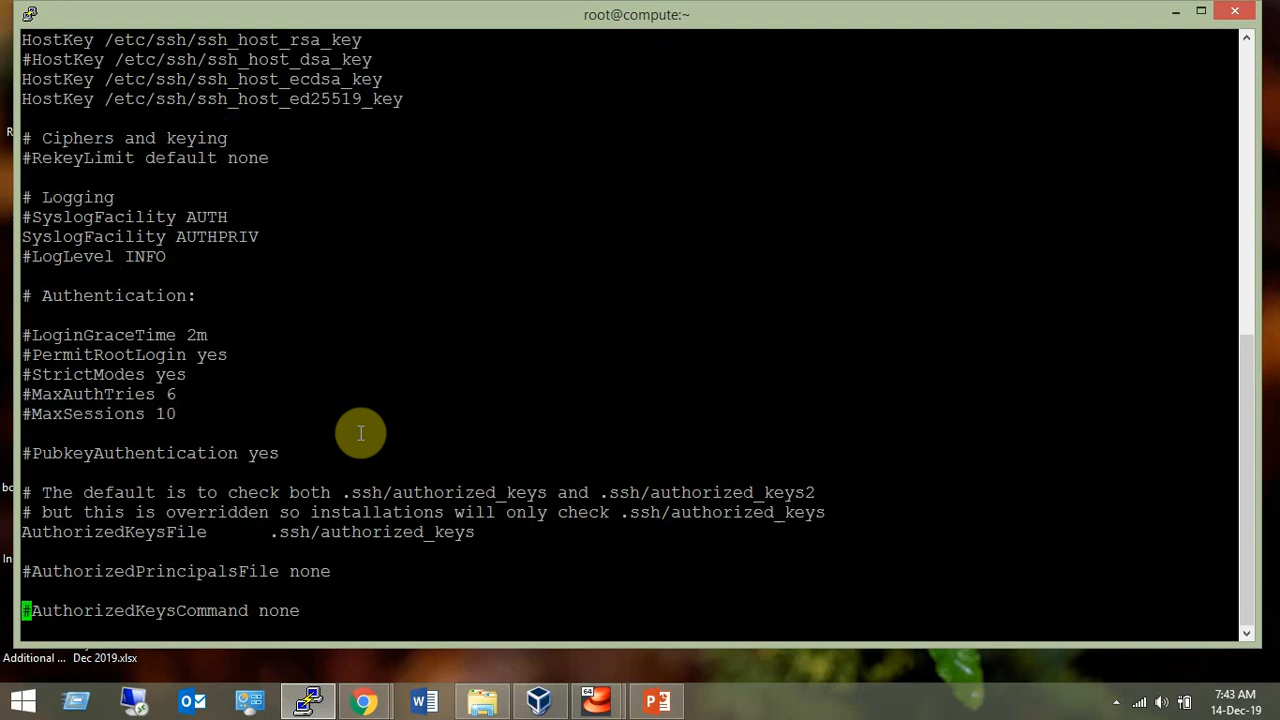 root@compute:~
HostKey /etc/ssh/ssh_host_rsa_key
#HostKey /etc/ssh/ssh_host_dsa_key
HostKey /etc/ssh/ssh_host_ecdsa_key
HostKey /etc/ssh/ssh_host_ed25519_key
# Ciphers and keying
#RekeyLimit default none
# Logging
#SyslogFacility AUTH
SyslogFacility AUTHPRIV
#LogLevel INFO
# Authentication:
#LoginGraceTime 2m
#PermitRootLogin yes
#StrictModes yes
#MaxAuthTries 6
#MaxSessions 10
#PubkeyAuthentication yes
# The default is to check both .ssh/authorized_keys and .ssh/authorized_keys2
# but this is overridden so installations will only check .ssh/authorized_keys
AuthorizedKeysFile      .ssh/authorized_keys
#AuthorizedPrincipalsFile none
#AuthorizedKeysCommand none
R
bo
In
Additional ... Dec 2019.xlsx
64
7:43 AM
14-Dec-19